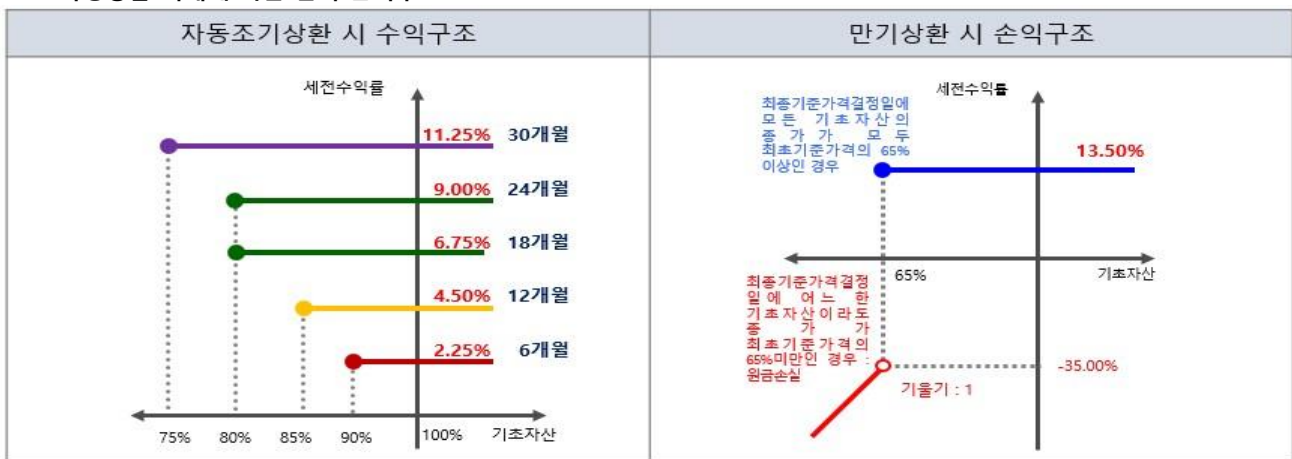 자동조기상환 시 수익구조
만기상환 시 손익구조
세전수익률
11.25% 30개월
9.00% 24개월
6.75% 18개월
4.50% 12개월
2.25% 6개월
75% 80% 85% 90% 100% 기초자산
세전수익률
최종기준가격결정일에
모든 기초자산의
종가가 모두
최초기준가격의 65%
이상인 경우
13.50%
65%
기초자산
최종기준가격결정
일에 어느 한
기초자산이라도
종가가
최초기준가격의
65%미만인 경우 :
원금손실
-35.00%
기울기 : 1